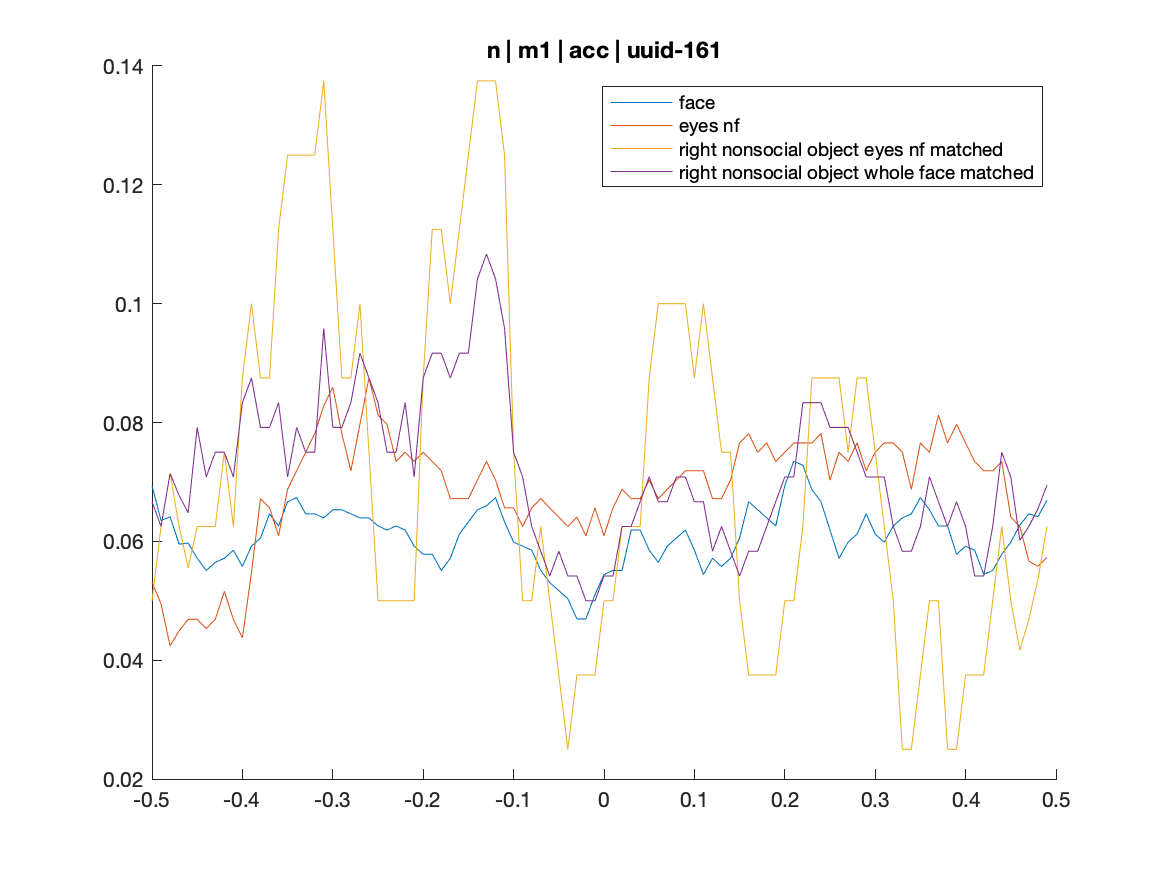 n | m1 | acc | uuid-161
0.14
0.12
0.1
0.08
0.06
0.04
0.02
face
eyes nf
right nonsocial object eyes nf matched
right nonsocial object whole face matched
-0.5 -0.4 -0.3 -0.2 -0.1 0 0.1 0.2 0.3 0.4 0.5